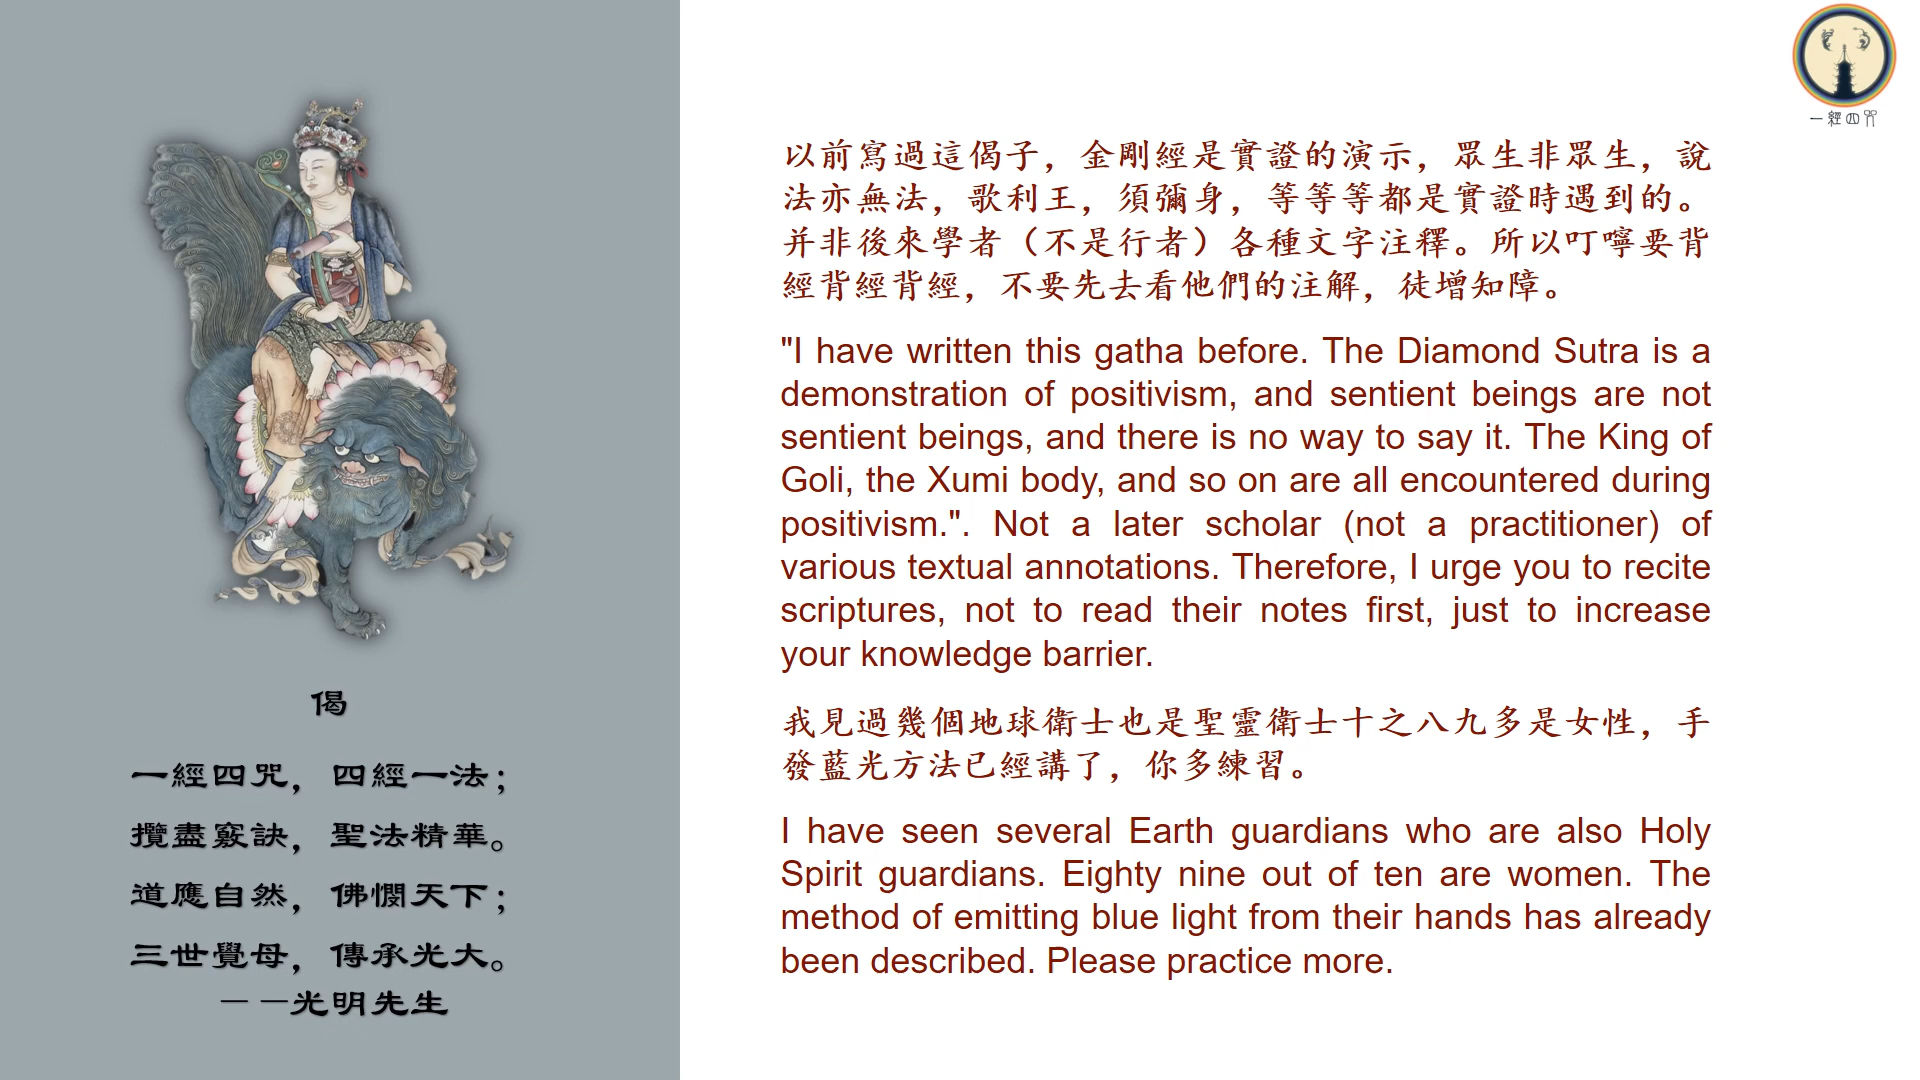 偈
一經四咒，四經一法；
攬盡竅訣，聖法精華。
道應自然，佛憫天下；
三世覺母，傳承光大。
——光明先生
一經四咒
以前寫過這偈子，金剛經是實證的演示，眾生非眾生，說
法亦無法，歌利王，須彌身，等等等都是實證時遇到的。
并非後來學者（不是行者）各種文字注釋。所以叮嚀要背
經背經背經，不要先去看他們的注解，徒增知障。
"I have written this gatha before. The Diamond Sutra is a
demonstration of positivism, and sentient beings are not
sentient beings, and there is no way to say it. The King of
Goli, the Xumi body, and so on are all encountered during
positivism.". Not a later scholar (not a practitioner) of
various textual annotations. Therefore, I urge you to recite
scriptures, not to read their notes first, just to increase
your knowledge barrier.
我見過幾個地球衛士也是聖靈衛士十之八九多是女性，手
發藍光方法已經講了，你多練習。
I have seen several Earth guardians who are also Holy
Spirit guardians. Eighty nine out of ten are women. The
method of emitting blue light from their hands has already
been described. Please practice more.